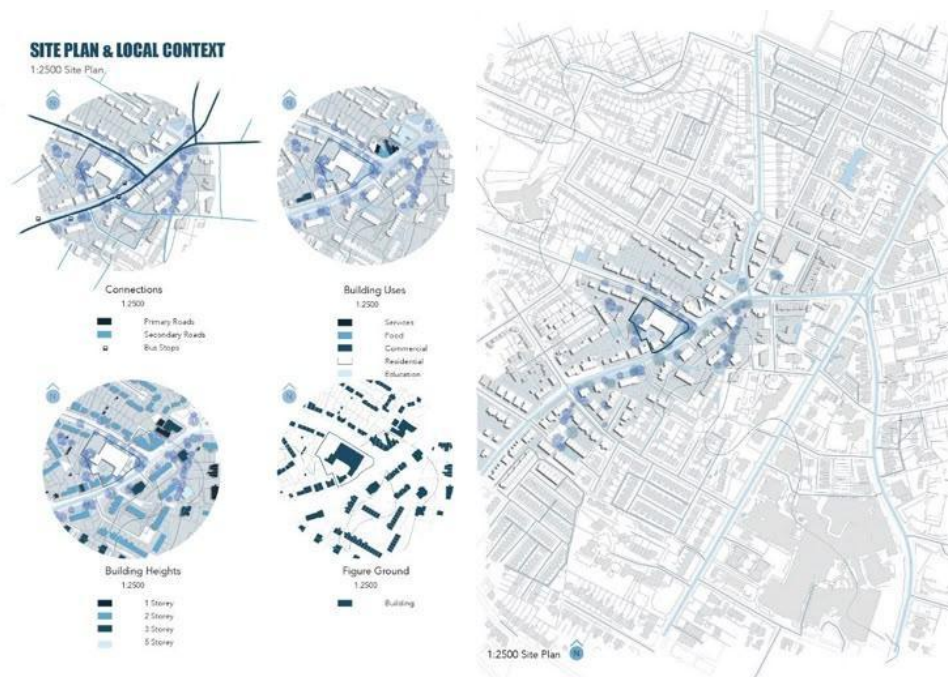 SITE PLAN & LOCAL CONTEXT
1:2500 Site Plan
N
N
Connections
1:2500
Primary Roads
Secondary Roads
Bus Stops
Building Uses
1:2500
Services
Food
Commercial
Residential
Education
N
N
Building Heights
1:2500
1 Storey
2 Storey
3 Storey
5 Storey
Figure Ground
1:2500
Building
1:2500 Site Plan
N